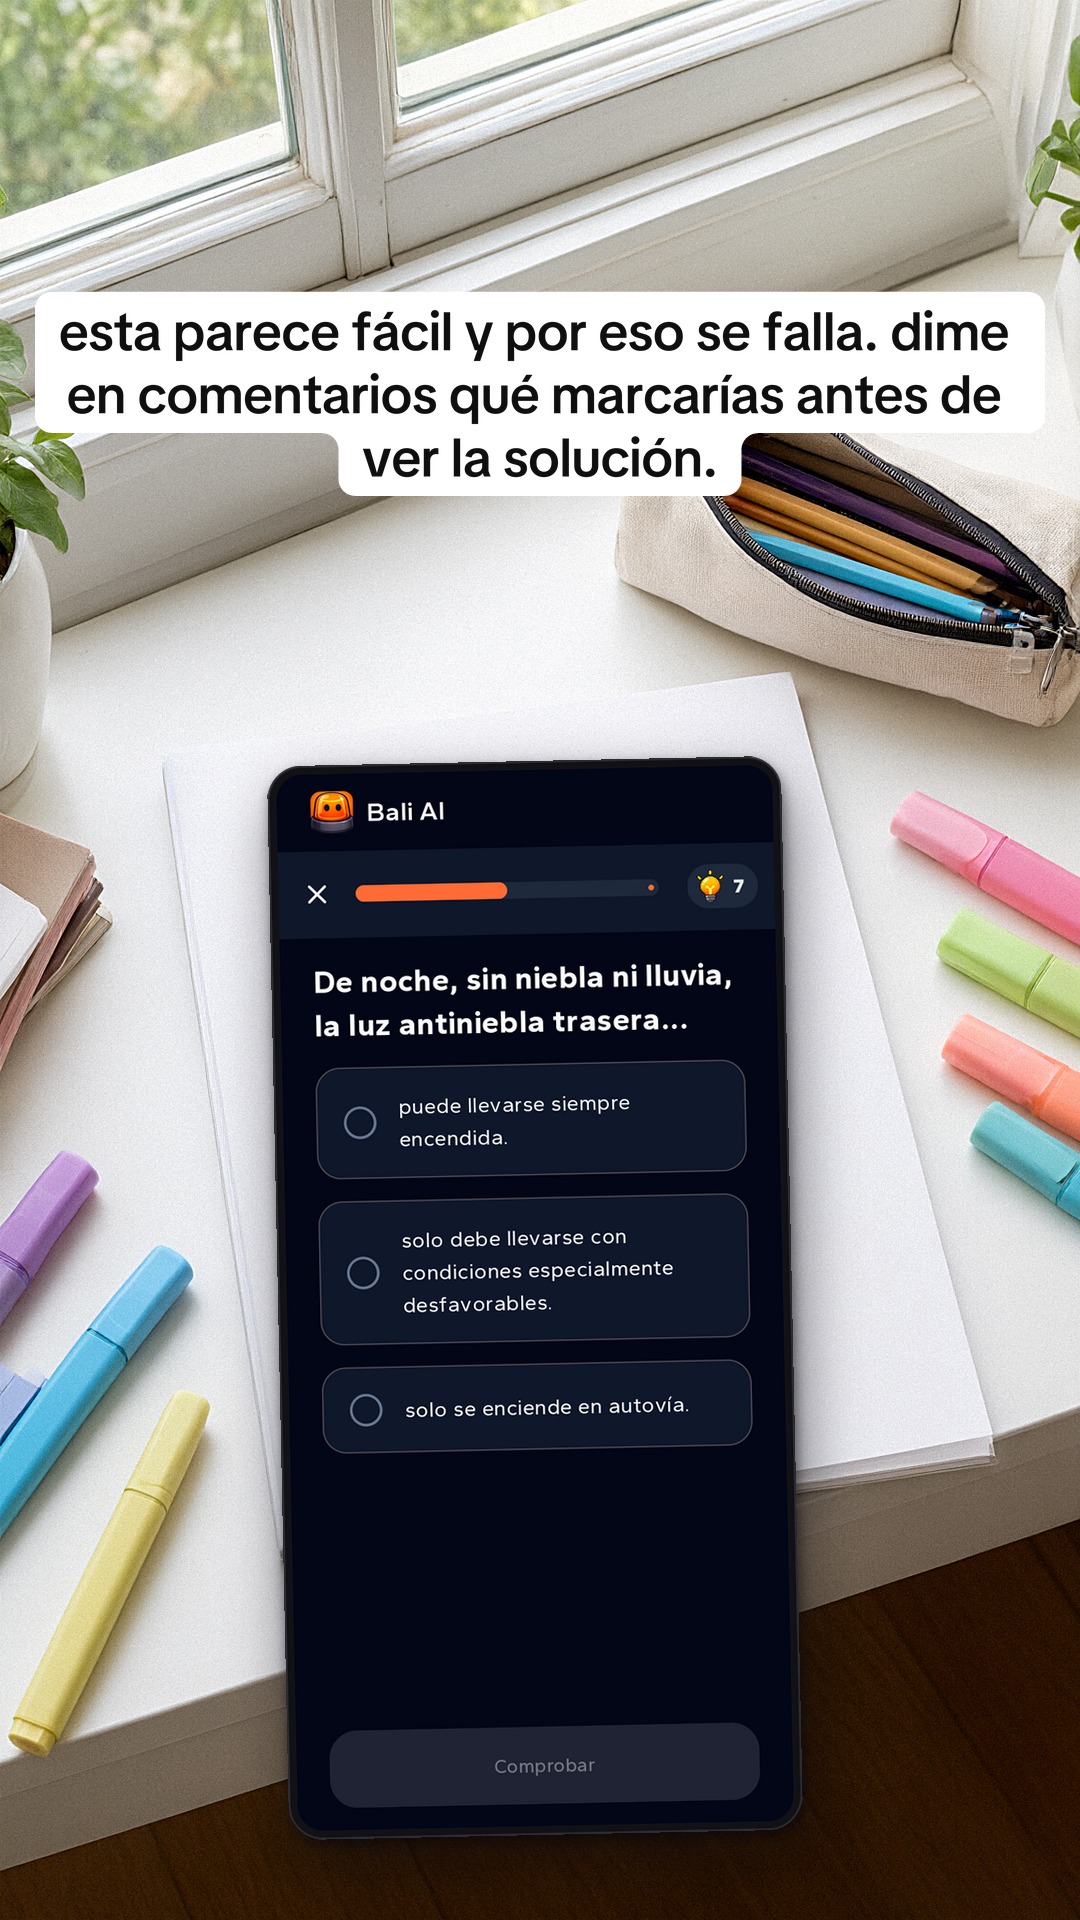 esta parece fácil y por eso se falla. dime
en comentarios qué marcarías antes de
ver la solución.
Bali AI
7
De noche, sin niebla ni lluvia,
la luz antiniebla trasera...
puede llevarse siempre
encendida.
solo debe llevarse con
condiciones especialmente
desfavorables.
solo se enciende en autovía.
Comprobar